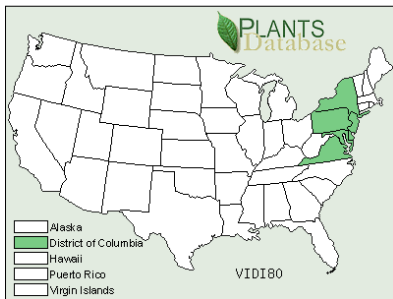 PLANTS
Database
Alaska
District of Columbia
Hawaii
Puerto Rico
Virgin Islands
VIDI80